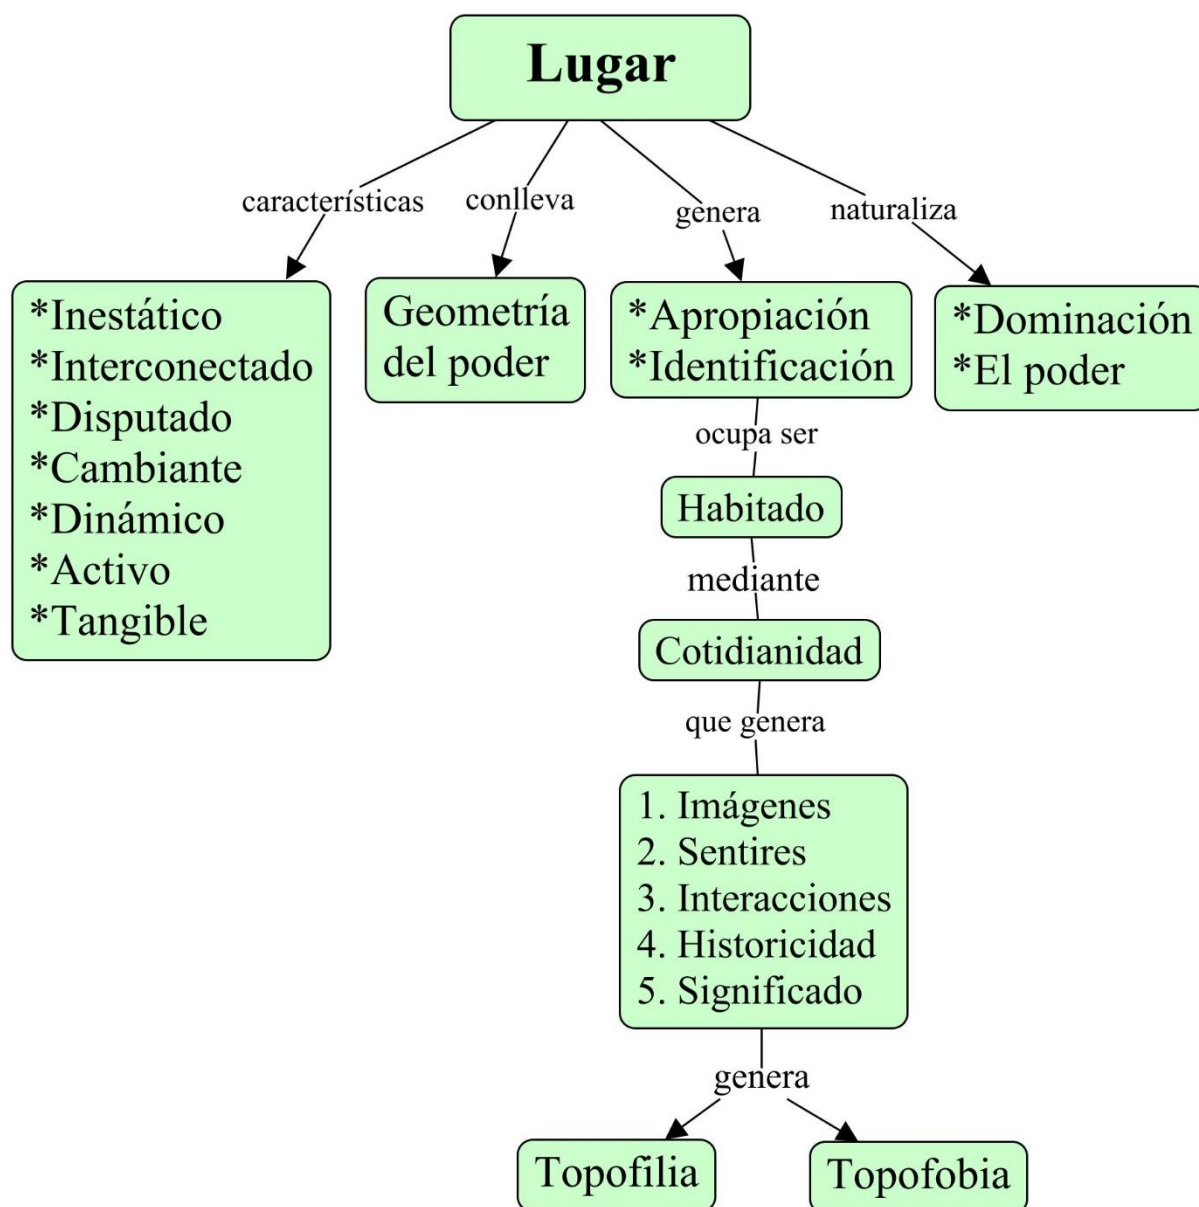 Lugar
características
conlleva
genera
naturaliza
*Inestático
*Interconectado
*Disputado
*Cambiante
*Dinámico
*Activo
*Tangible
Geometría
del poder
*Apropiación
*Identificación
*Dominación
*El poder
ocupa ser
Habitado
mediante
Cotidianidad
que genera
1. Imágenes
2. Sentires
3. Interacciones
4. Historicidad
5. Significado
genera
Topofilia
Topofobia